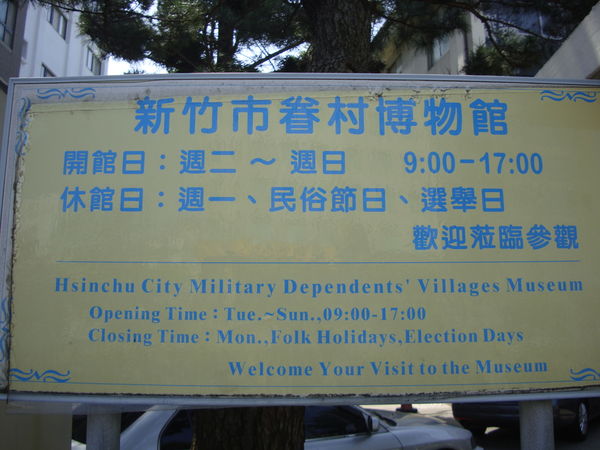 新竹市眷村博物館
開館日：週二 ～ 週日 9:00－17:00
休館日：週一、民俗節日、選舉日
歡迎蒞臨參觀
Hsinchu City Military Dependents' Villages Museum
Opening Time：Tue.~Sun.,09:00-17:00
Closing Time：Mon.,Folk Holidays,Election Days
Welcome Your Visit to the Museum